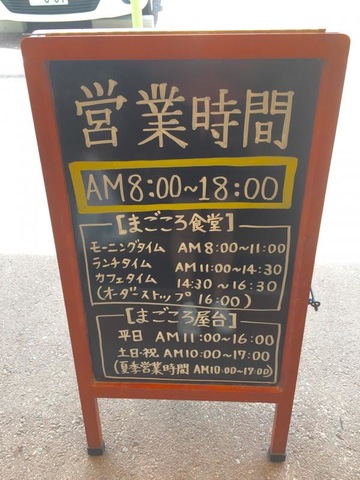 営業時間
AM8:00~18:00
【まごころ食堂】
モーニングタイム AM8:00~11:00
ランチタイム AM11:00~14:30
カフェタイム 14:30~16:30
(オーダーストップ 16:00)
【まごころ屋台】
平日 AM11:00~16:00
土日・祝 AM10:00~17:00
(夏季営業時間 AM10:00~17:00)